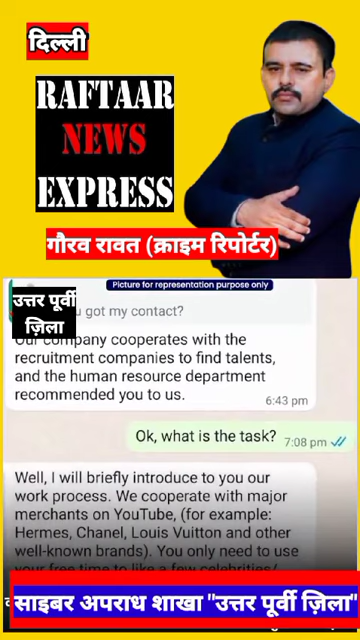 दिल्ली
RAFTAAR
NEWS
EXPRESS
गौरव रावत (क्राइम रिपोर्टर)
Picture for representation purpose only
उत्तर पूर्वी
ज़िला
got my contact?
Our company cooperates with the
recruitment companies to find talents,
and the human resource department
recommended you to us.
6:43 pm
Ok, what is the task?
7:08 pm
Well, I will briefly introduce to you our
work process. We cooperate with major
merchants on YouTube, (for example:
Hermes, Chanel, Louis Vuitton and other
well-known brands). You only need to use
your free time to like a few celebrities/
साइबर अपराध शाखा "उत्तर पूर्वी ज़िला"